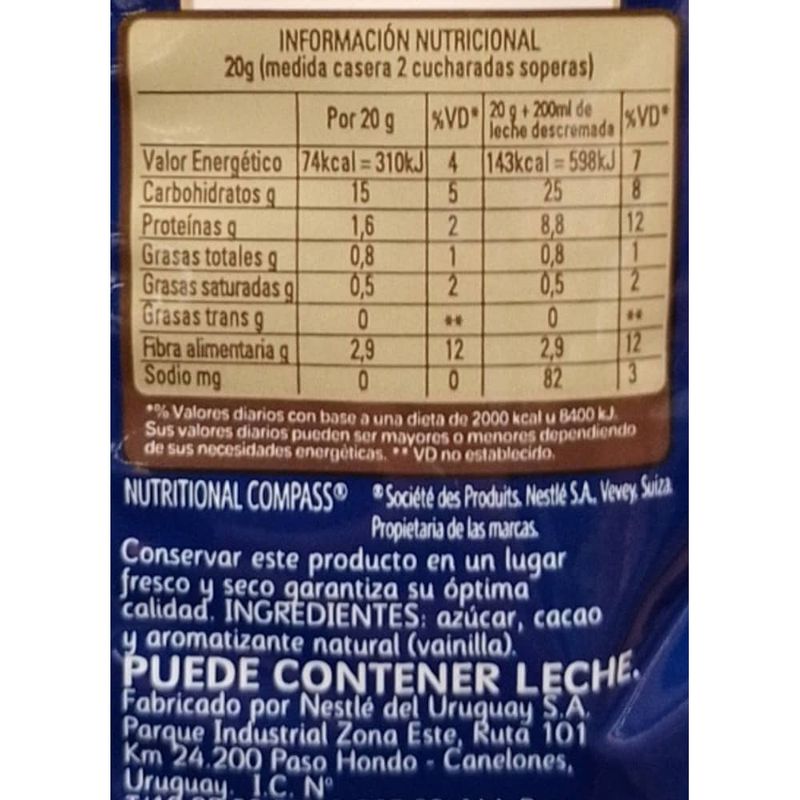 INFORMACIÓN NUTRICIONAL
20g (medida casera 2 cucharadas soperas)
Por 20 g %VD* 20 g + 200ml de leche descremada %VD*
Valor Energético 74kcal = 310kJ 4 143kcal = 598kJ 7
Carbohidratos g 15 5 25 8
Proteínas g 1,6 2 8,8 12
Grasas totales g 0,8 1 0,8 1
Grasas saturadas g 0,5 2 0,5 2
Grasas trans g 0 ** 0 **
Fibra alimentaria g 2,9 12 2,9 12
Sodio mg 0 0 82 3
*% Valores diarios con base a una dieta de 2000 kcal u 8400 kJ.
Sus valores diarios pueden ser mayores o menores dependiendo
de sus necesidades energéticas. ** VD no establecido.
NUTRITIONAL COMPASS® ®Société des Produits Nestlé S.A., Vevey, Suiza.
Propietaria de las marcas.
Conservar este producto en un lugar
fresco y seco garantiza su óptima
calidad. INGREDIENTES: azúcar, cacao
y aromatizante natural (vainilla).
PUEDE CONTENER LECHE.
Fabricado por Nestlé del Uruguay S.A.
Parque Industrial Zona Este, Ruta 101
Km 24.200 Paso Hondo - Canelones,
Uruguay. I.C. Nº